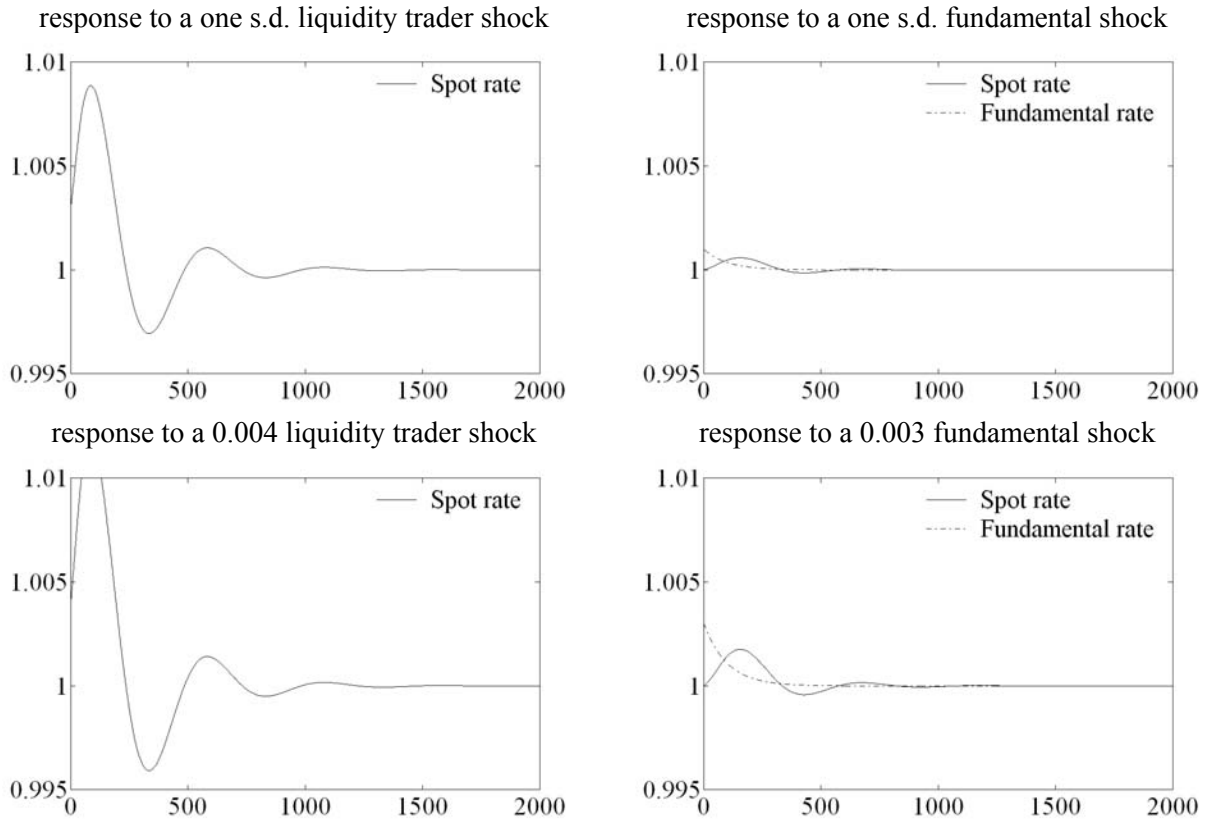 response to a one s.d. liquidity trader shock
1.01
Spot rate
1.005
1
0.995
0 500 1000 1500 2000
response to a one s.d. fundamental shock
1.01
Spot rate
Fundamental rate
1.005
1
0.995
0 500 1000 1500 2000
response to a 0.004 liquidity trader shock
1.01
Spot rate
1.005
1
0.995
0 500 1000 1500 2000
response to a 0.003 fundamental shock
1.01
Spot rate
Fundamental rate
1.005
1
0.995
0 500 1000 1500 2000